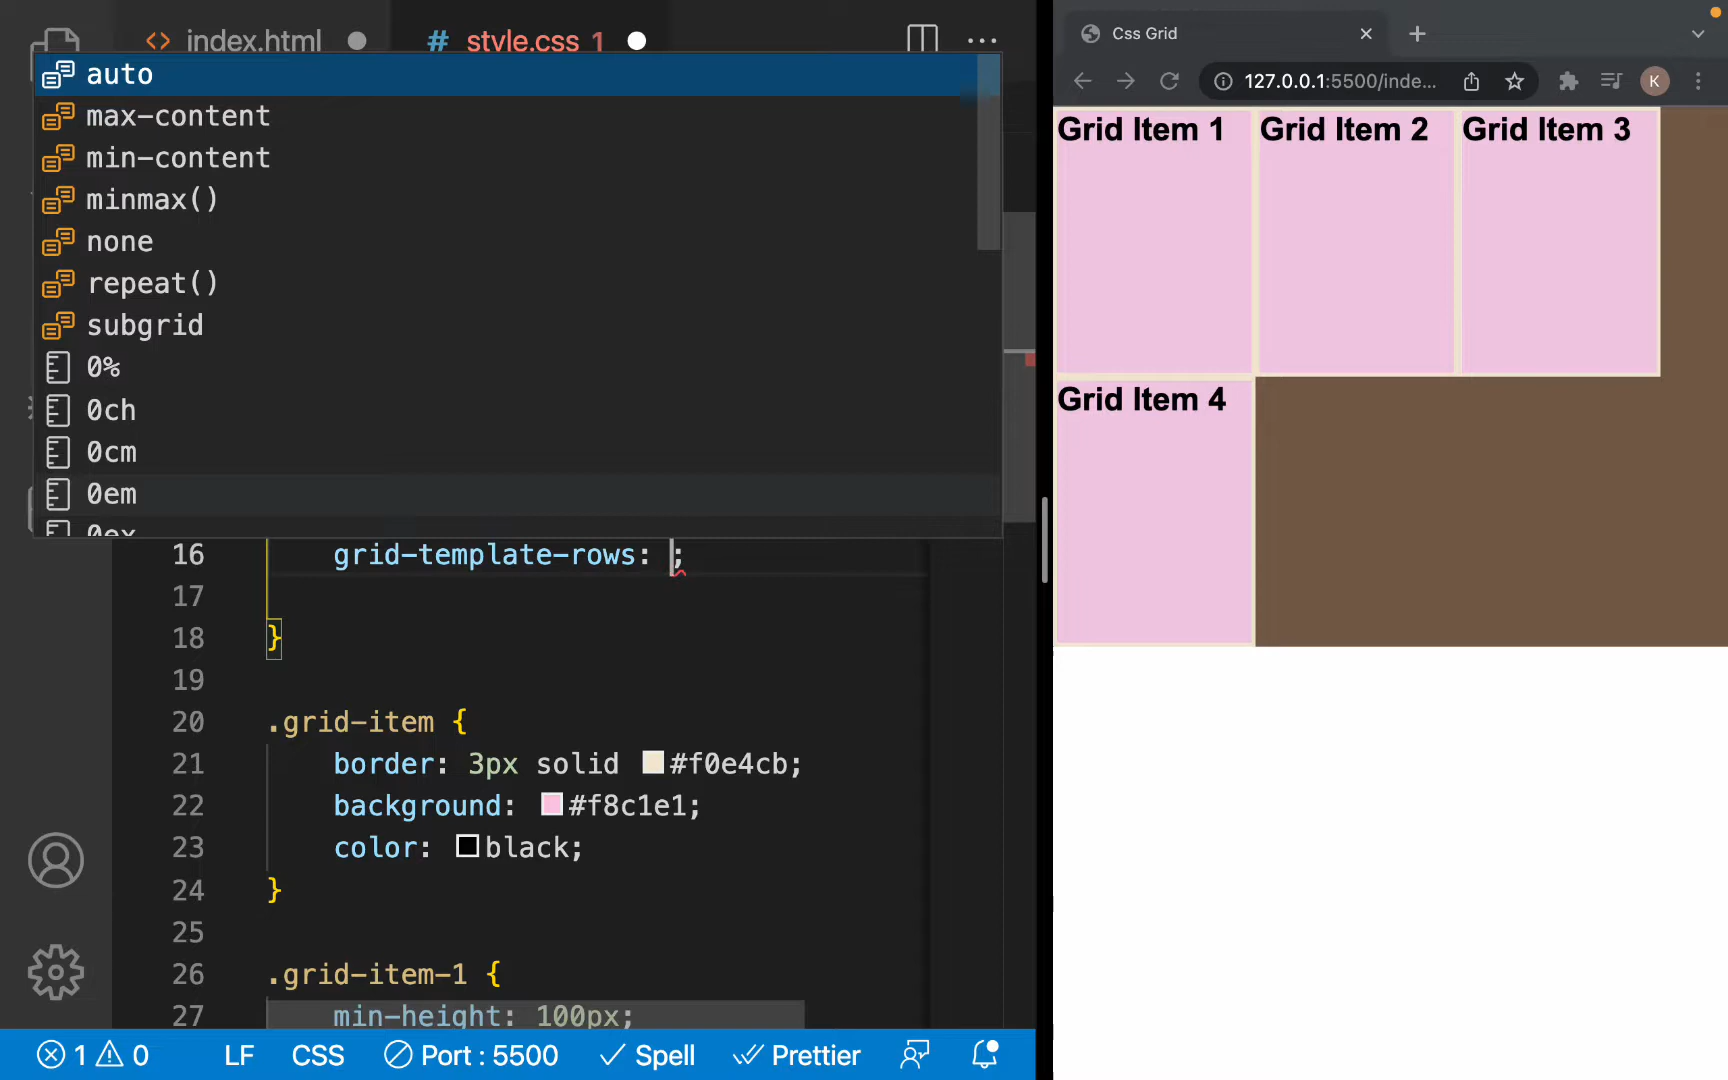 index.html
# style.css 1
auto
max-content
min-content
minmax()
none
repeat()
subgrid
0%
0ch
0cm
0em
0ex
16 grid-template-rows: ;
17
18 }
19
20 .grid-item {
21 border: 3px solid #f0e4cb;
22 background: #f8c1e1;
23 color: black;
24 }
25
26 .grid-item-1 {
27 min-height: 100px;
1 0 LF CSS Port : 5500 Spell Prettier
Css Grid
127.0.0.1:5500/inde...
K
Grid Item 1 Grid Item 2 Grid Item 3
Grid Item 4